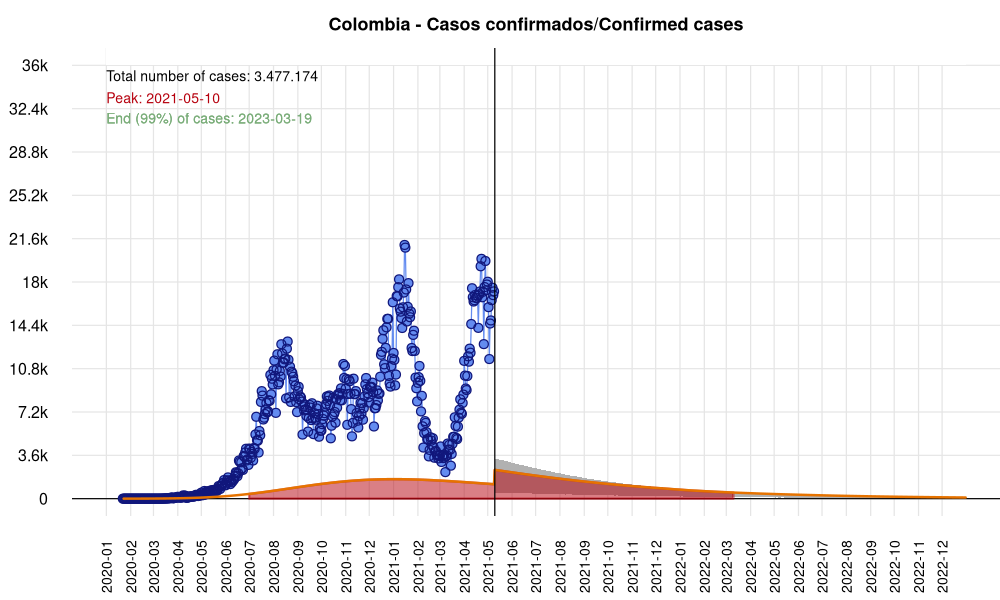 Colombia - Casos confirmados/Confirmed cases
Total number of cases: 3.477.174
Peak: 2021-05-10
End (99%) of cases: 2023-03-19
36k
32.4k
28.8k
25.2k
21.6k
18k
14.4k
10.8k
7.2k
3.6k
0
2020-01
2020-02
2020-03
2020-04
2020-05
2020-06
2020-07
2020-08
2020-09
2020-10
2020-11
2020-12
2021-01
2021-02
2021-03
2021-04
2021-05
2021-06
2021-07
2021-08
2021-09
2021-10
2021-11
2021-12
2022-01
2022-02
2022-03
2022-04
2022-05
2022-06
2022-07
2022-08
2022-09
2022-10
2022-11
2022-12